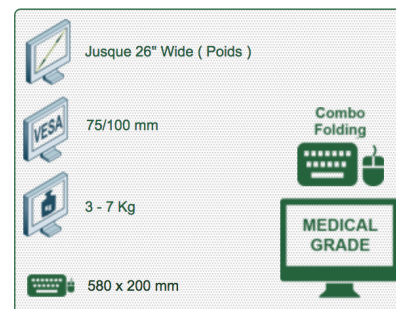 Jusque 26" Wide ( Poids )
VESA
75/100 mm
Combo
Folding
3 - 7 Kg
MEDICAL
GRADE
580 x 200 mm